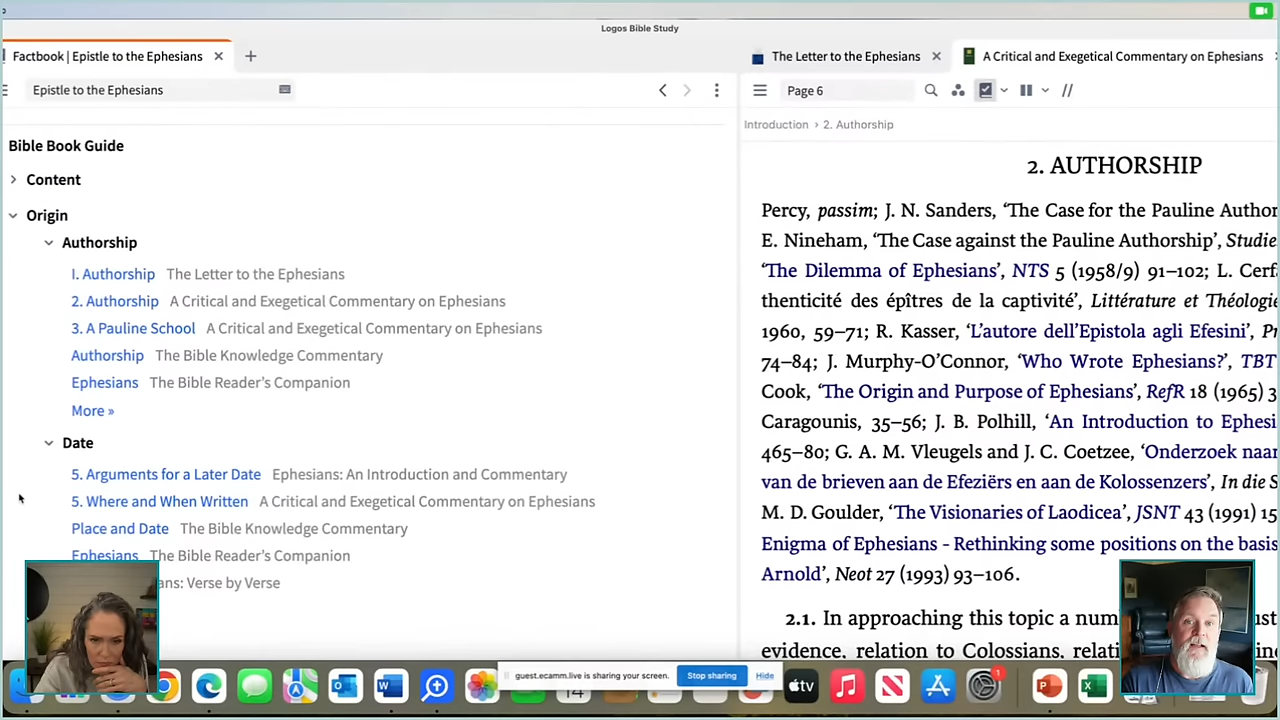 Logos Bible Study
Factbook | Epistle to the Ephesians
Epistle to the Ephesians
Bible Book Guide
Content
Origin
Authorship
I. Authorship The Letter to the Ephesians
2. Authorship A Critical and Exegetical Commentary on Ephesians
3. A Pauline School A Critical and Exegetical Commentary on Ephesians
Authorship The Bible Knowledge Commentary
Ephesians The Bible Reader's Companion
More »
Date
5. Arguments for a Later Date Ephesians: An Introduction and Commentary
5. Where and When Written A Critical and Exegetical Commentary on Ephesians
Place and Date The Bible Knowledge Commentary
Ephesians The Bible Reader's Companion
ans: Verse by Verse
The Letter to the Ephesians
A Critical and Exegetical Commentary on Ephesians
Page 6
Introduction › 2. Authorship
2. AUTHORSHIP
Percy, passim; J. N. Sanders, ‘The Case for the Pauline Author
E. Nineham, ‘The Case against the Pauline Authorship’, Studie
‘The Dilemma of Ephesians’, NTS 5 (1958/9) 91–102; L. Cerf
thenticité des épîtres de la captivité’, Littérature et Théologie
1960, 59–71; R. Kasser, ‘L’autore dell’Epistola agli Efesini’, Pr
74–84; J. Murphy-O’Connor, ‘Who Wrote Ephesians?’, TBT
Cook, ‘The Origin and Purpose of Ephesians’, RefR 18 (1965) 3
Caragounis, 35–56; J. B. Polhill, ‘An Introduction to Ephesi
465–80; G. A. M. Vleugels and J. C. Coetzee, ‘Onderzoek naar
van de brieven aan de Efeziërs en aan de Kolossenzers’, In die S
M. D. Goulder, ‘The Visionaries of Laodicea’, JSNT 43 (1991) 15
Enigma of Ephesians - Rethinking some positions on the basis
Arnold’, Neot 27 (1993) 93–106.
2.1. In approaching this topic a num
evidence, relation to Colossians, relati
guest.ecamm.live is sharing your screen.
Stop sharing
Hide
14
tv
1